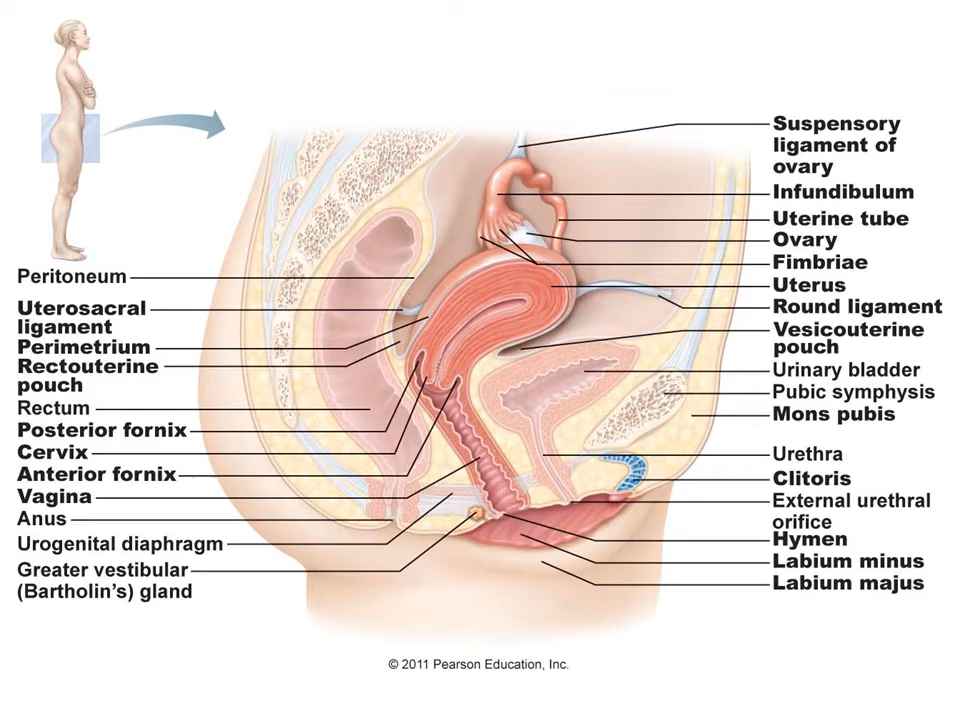 Peritoneum
Uterosacral
ligament
Perimetrium
Rectouterine
pouch
Rectum
Posterior fornix
Cervix
Anterior fornix
Vagina
Anus
Urogenital diaphragm
Greater vestibular
(Bartholin's) gland
Suspensory
ligament of
ovary
Infundibulum
Uterine tube
Ovary
Fimbriae
Uterus
Round ligament
Vesicouterine
pouch
Urinary bladder
Pubic symphysis
Mons pubis
Urethra
Clitoris
External urethral
orifice
Hymen
Labium minus
Labium majus
© 2011 Pearson Education, Inc.